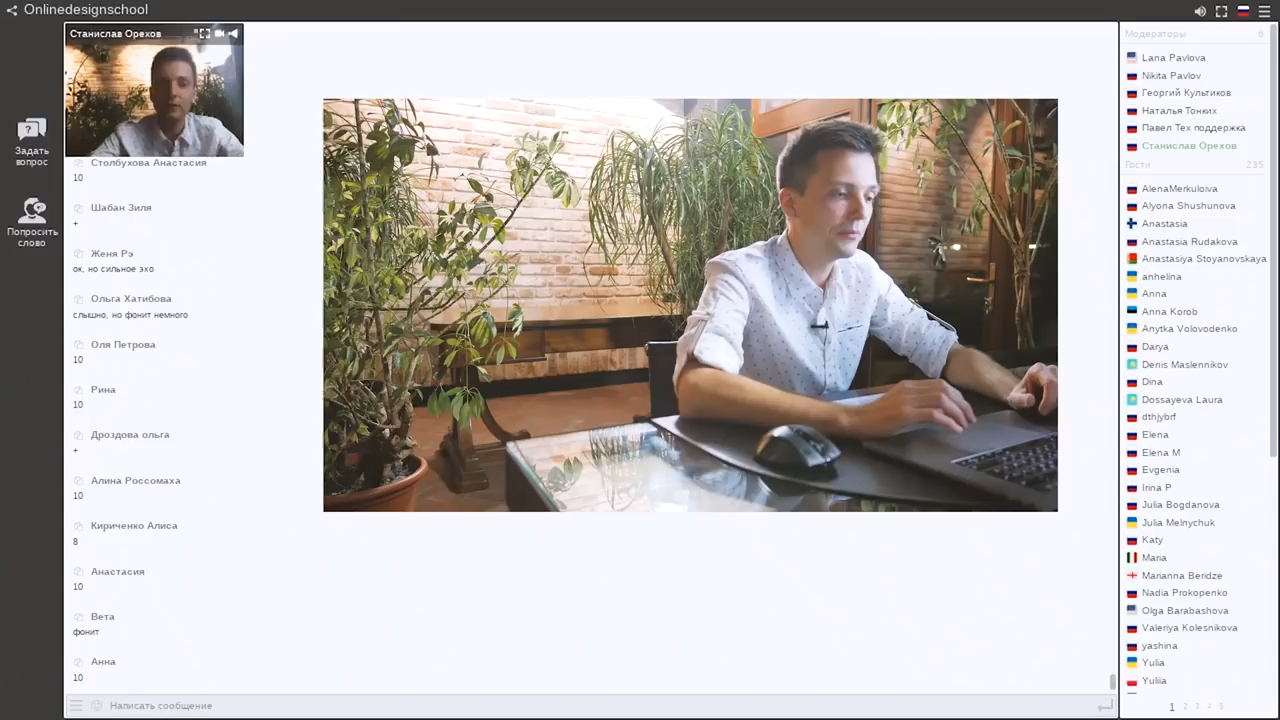 Onlinedesignschool
Станислав Орехов
Задать
вопрос
Попросить
слово
Столбухова Анастасия
10
Шабан Зиля
+
Женя Рэ
ок, но сильное эхо
Ольга Хатибова
слышно, но фонит немного
Оля Петрова
10
Рина
10
Дроздова ольга
+
Алина Россомаха
10
Кириченко Алиса
8
Анастасия
10
Вета
фонит
Анна
10
Написать сообщение
Модераторы 6
Lana Pavlova
Nikita Pavlov
Георгий Культиков
Наталья Тонких
Павел Тех поддержка
Станислав Орехов
Гости 235
AlenaMerkuloiva
Alyona Shushunova
Anastasia
Anastasia Rudakova
Anastasiya Stoyanovskaya
anhelina
Anna
Anna Korob
Anytka Volovodenko
Darya
Denis Maslennikov
Dina
Dossayeva Laura
dthjybrf
Elena
Elena M
Evgenia
Irina P
Julia Bogdanova
Julia Melnychuk
Katy
Maria
Marianna Beridze
Nadia Prokopenko
Olga Barabashova
Valeriya Kolesnikova
yashina
Yulia
Yuliia
1 2 3 4 5